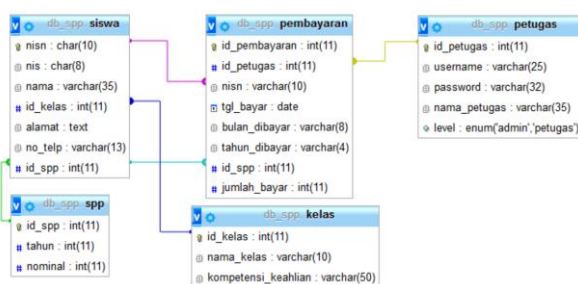 db_spp siswa
nisn : char(10)
nis : char(8)
nama : varchar(35)
id_kelas : int(11)
alamat : text
no_telp : varchar(13)
id_spp : int(11)
db_spp pembayaran
id_pembayaran : int(11)
id_petugas : int(11)
nisn : varchar(10)
tgl_bayar : date
bulan_dibayar : varchar(8)
tahun_dibayar : varchar(4)
id_spp : int(11)
jumlah_bayar : int(11)
db_spp petugas
id_petugas : int(11)
username : varchar(25)
password : varchar(32)
nama_petugas : varchar(35)
level : enum('admin','petugas')
db_spp spp
id_spp : int(11)
tahun : int(11)
nominal : int(11)
db_spp kelas
id_kelas : int(11)
nama_kelas : varchar(10)
kompetensi_keahlian : varchar(50)